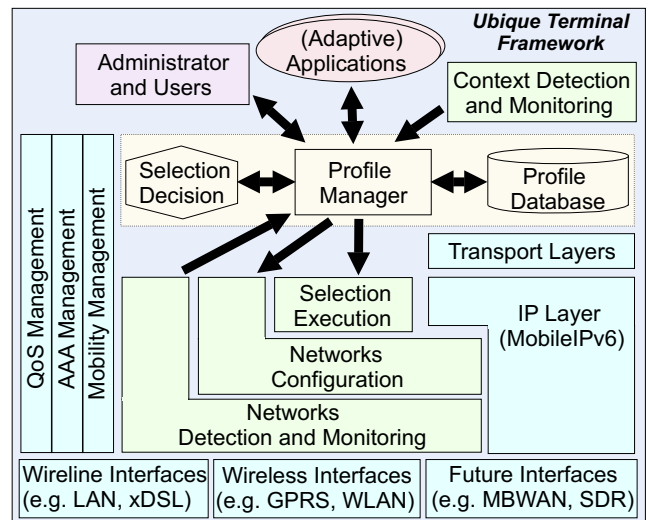 Ubique Terminal
Framework
(Adaptive)
Applications
Administrator
and Users
Context Detection
and Monitoring
Selection
Decision
Profile
Manager
Profile
Database
QoS Management
AAA Management
Mobility Management
Transport Layers
Selection
Execution
IP Layer
(MobileIPv6)
Networks
Configuration
Networks
Detection and Monitoring
Wireline Interfaces
(e.g. LAN, xDSL)
Wireless Interfaces
(e.g. GPRS, WLAN)
Future Interfaces
(e.g. MBWAN, SDR)